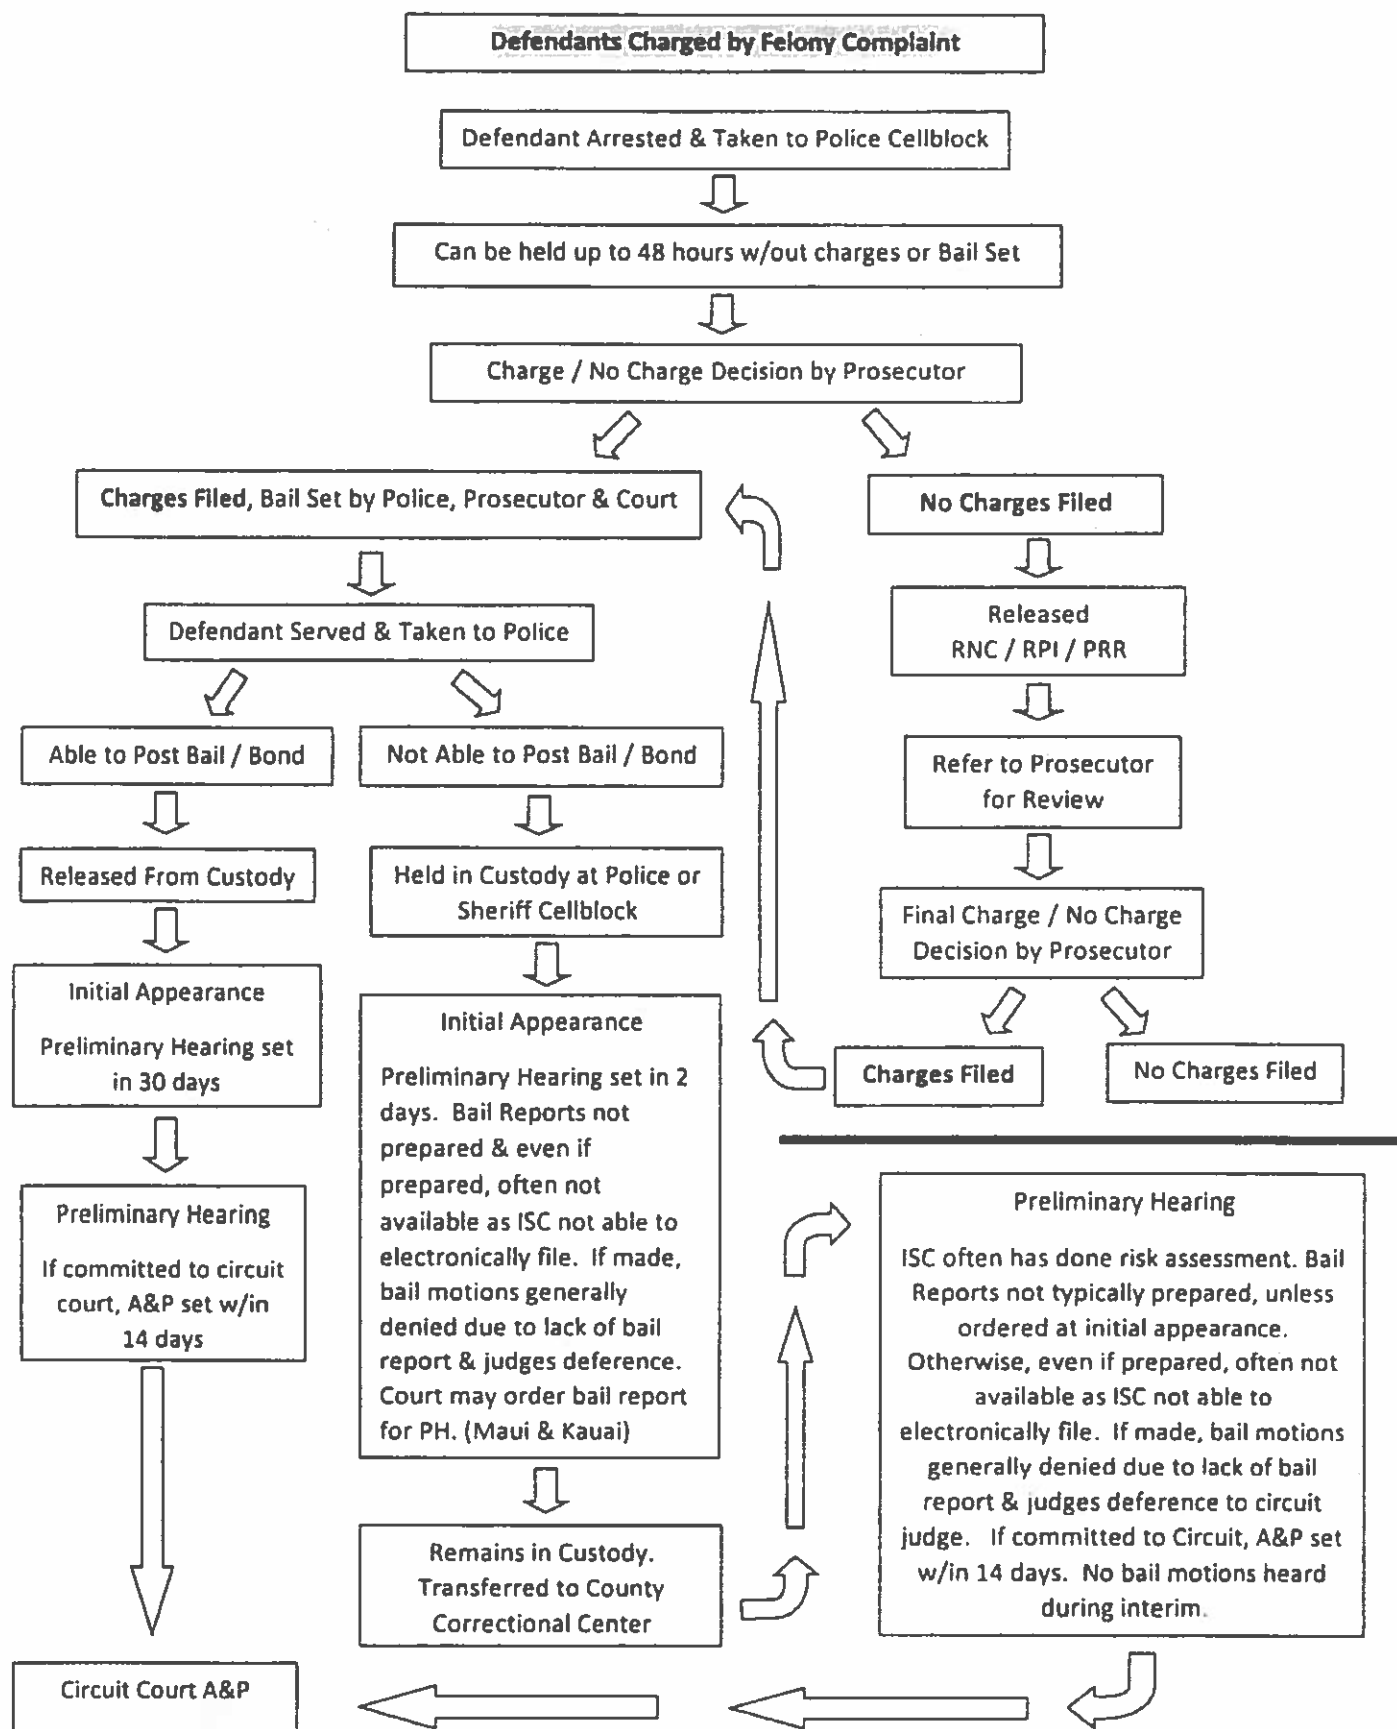 Defendants Charged by Felony Complaint
Defendant Arrested & Taken to Police Cellblock
Can be held up to 48 hours w/out charges or Bail Set
Charge / No Charge Decision by Prosecutor
Charges Filed, Bail Set by Police, Prosecutor & Court
No Charges Filed
Defendant Served & Taken to Police
Released
RNC / RPI / PRR
Able to Post Bail / Bond
Not Able to Post Bail / Bond
Refer to Prosecutor
for Review
Released From Custody
Held in Custody at Police or
Sheriff Cellblock
Final Charge / No Charge
Decision by Prosecutor
Initial Appearance
Preliminary Hearing set
in 30 days
Initial Appearance
Preliminary Hearing set in 2
days. Bail Reports not
prepared & even if
prepared, often not
available as ISC not able to
electronically file. If made,
bail motions generally
denied due to lack of bail
report & judges deference.
Court may order bail report
for PH. (Maui & Kauai)
Charges Filed
No Charges Filed
Preliminary Hearing
If committed to circuit
court, A&P set w/in
14 days
Preliminary Hearing
ISC often has done risk assessment. Bail
Reports not typically prepared, unless
ordered at initial appearance.
Otherwise, even if prepared, often not
available as ISC not able to
electronically file. If made, bail motions
generally denied due to lack of bail
report & judges deference to circuit
judge. If committed to Circuit, A&P set
w/in 14 days. No bail motions heard
during interim.
Remains in Custody.
Transferred to County
Correctional Center
Circuit Court A&P